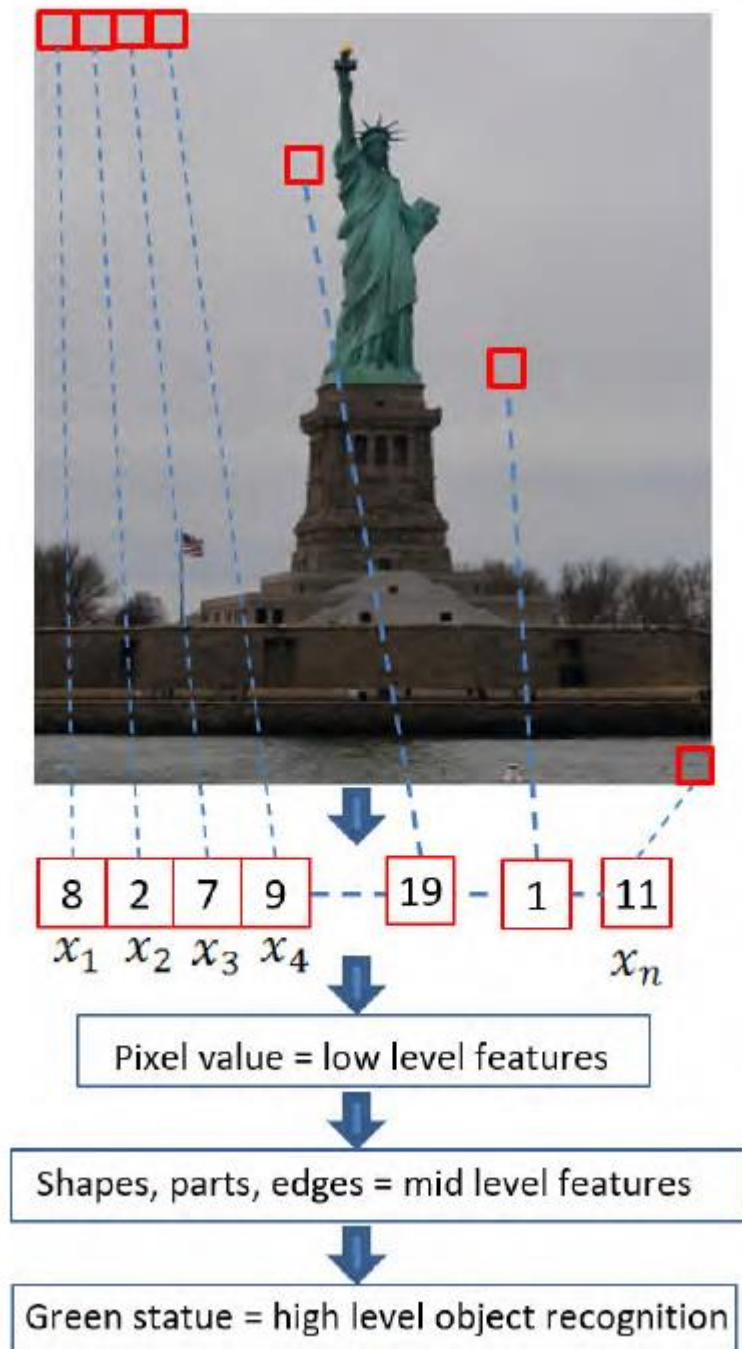 8 2 7 9 19 1 11
x₁ x₂ x₃ x₄ xₙ
Pixel value = low level features
Shapes, parts, edges = mid level features
Green statue = high level object recognition